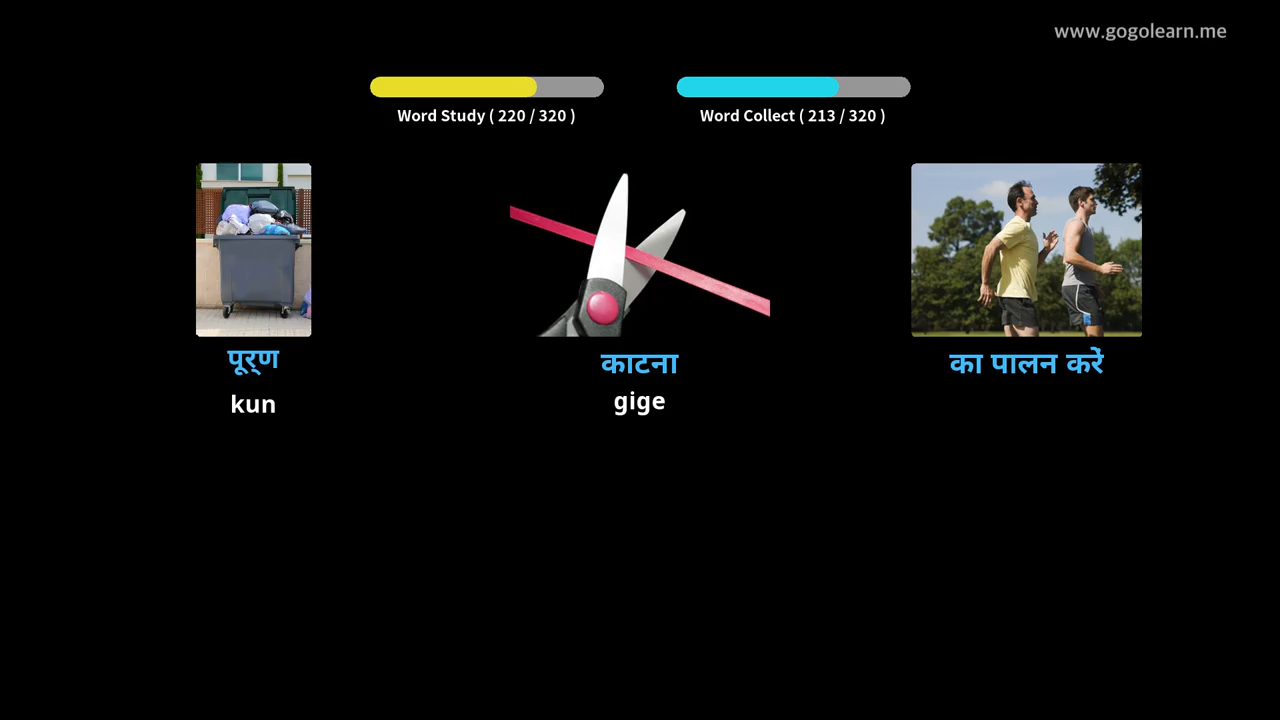 www.gogolearn.me
Word Study ( 220 / 320 )
Word Collect ( 213 / 320 )
पूर्ण
काटना
का पालन करें
kun
gige